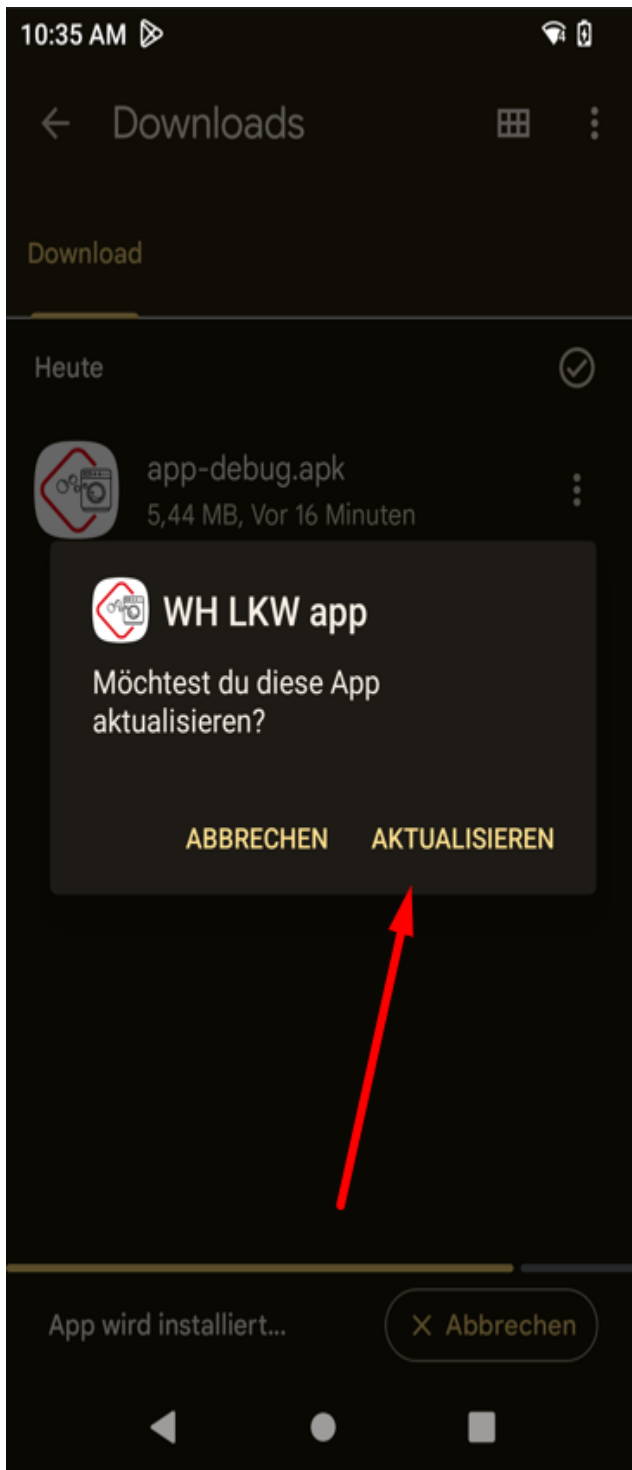 10:35 AM
Downloads
Download
Heute
app-debug.apk
5,44 MB, Vor 16 Minuten
WH LKW app
Möchtest du diese App
aktualisieren?
ABBRECHEN AKTUALISIEREN
App wird installiert...
Abbrechen